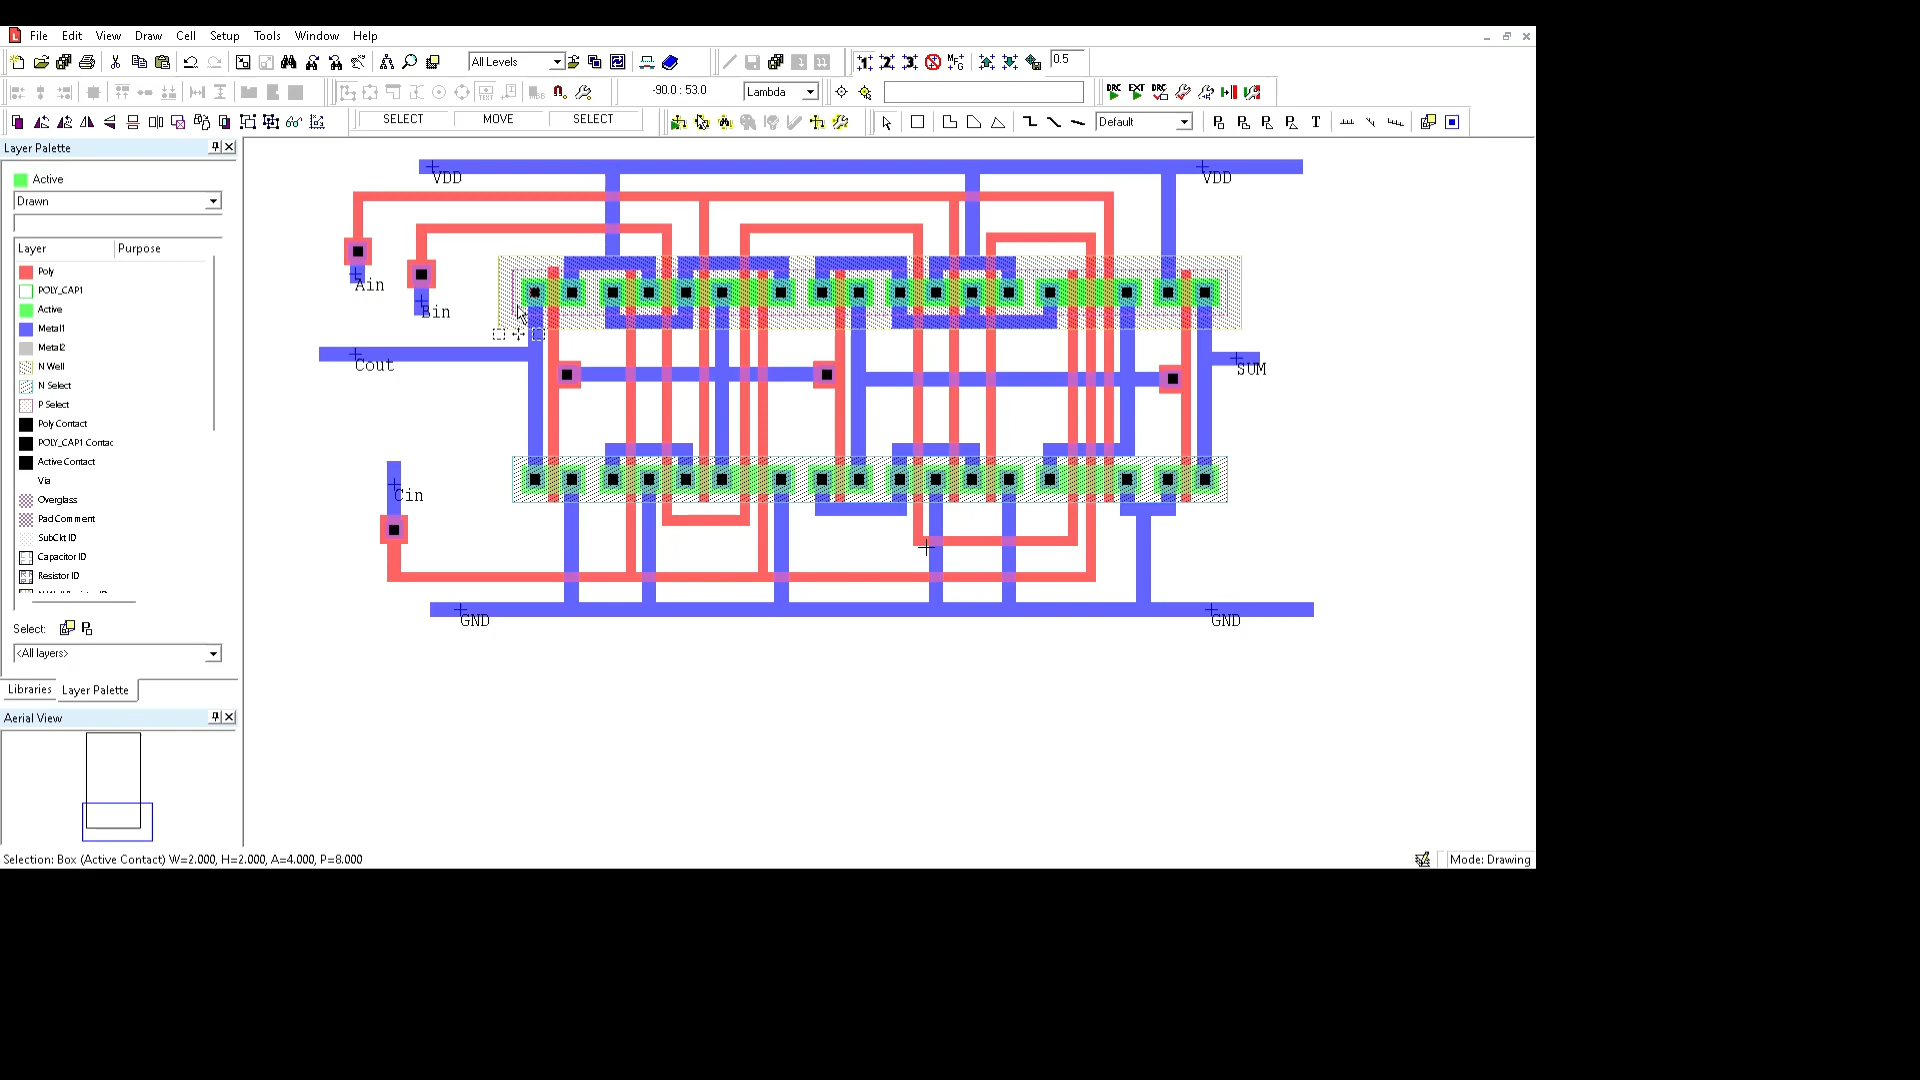 File Edit View Draw Cell Setup Tools Window Help
All Levels 0.5
-90.0 : 53.0 Lambda DRC EXT DRC
SELECT MOVE SELECT Default
Layer Palette
Active
Drawn
Layer Purpose
Poly
POLY_CAP1
Active
Metal1
Metal2
N Well
N Select
P Select
Poly Contact
POLY_CAP1 Contac
Active Contact
Via
Overglass
Pad Comment
SubCkt ID
Capacitor ID
Resistor ID
Select:
<All layers>
Libraries Layer Palette
Aerial View
VDD VDD
Ain
Bin
Cout SUM
Cin
GND GND
Selection: Box (Active Contact) W=2.000, H=2.000, A=4.000, P=8.000 Mode: Drawing